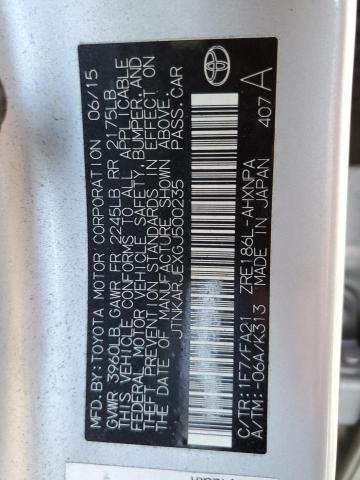 MFD.BY:TOYOTA MOTOR CORPORATION 06/15
GVWR 3960LB GAWR FR 2245LB RR 2175LB
THIS VEHICLE CONFORMS TO ALL APPLICABLE
FEDERAL MOTOR VEHICLE SAFETY, BUMPER, AND
THEFT PREVENTION STANDARDS IN EFFECT ON
THE DATE OF MANUFACTURE SHOWN ABOVE.
JTNKARJEXGJ500235 PASS.CAR
C/TR:1F7/FA21 ZRE186L-AHXNPA
A/TM:-06A/K313 MADE IN JAPAN 407 A